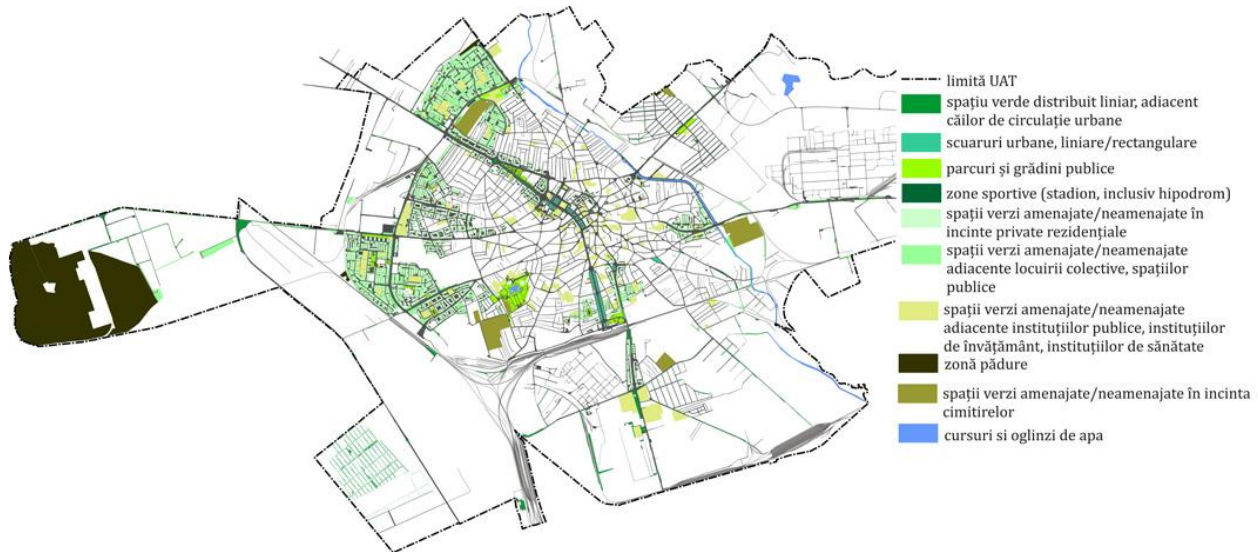 limită UAT
spațiu verde distribuit liniar, adiacent
căilor de circulație urbane
scuaruri urbane, liniare/rectangulare
parcuri și grădini publice
zone sportive (stadion, inclusiv hipodrom)
spații verzi amenajate/neamenajate în
incinte private rezidențiale
spații verzi amenajate/neamenajate
adiacente locuirii colective, spațiilor
publice
spații verzi amenajate/neamenajate
adiacente instituțiilor publice, instituțiilor
de învățământ, instituțiilor de sănătate
zonă pădure
spații verzi amenajate/neamenajate în incinta
cimitirelor
cursuri si oglinzi de apa